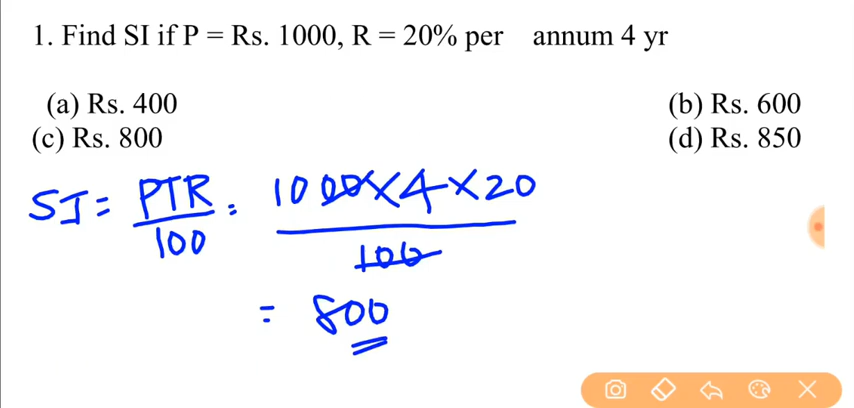 1. Find SI if P = Rs. 1000, R = 20% per annum 4 yr
(a) Rs. 400 (b) Rs. 600
(c) Rs. 800 (d) Rs. 850
SI = PTR/100 = 1000×4×20/100
= 800